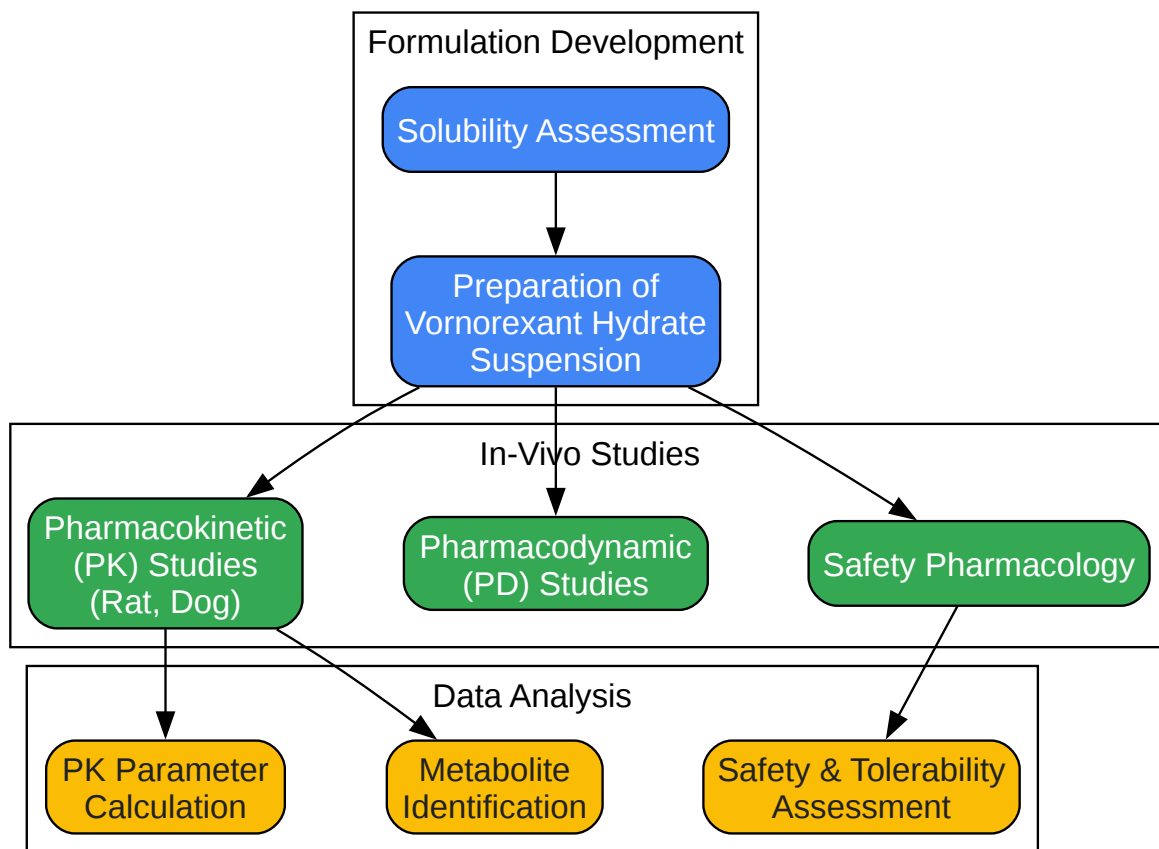 Formulation Development
Solubility Assessment
Preparation of
Vornorexant Hydrate
Suspension
In-Vivo Studies
Pharmacokinetic
(PK) Studies
(Rat, Dog)
Pharmacodynamic
(PD) Studies
Safety Pharmacology
Data Analysis
PK Parameter
Calculation
Metabolite
Identification
Safety & Tolerability
Assessment